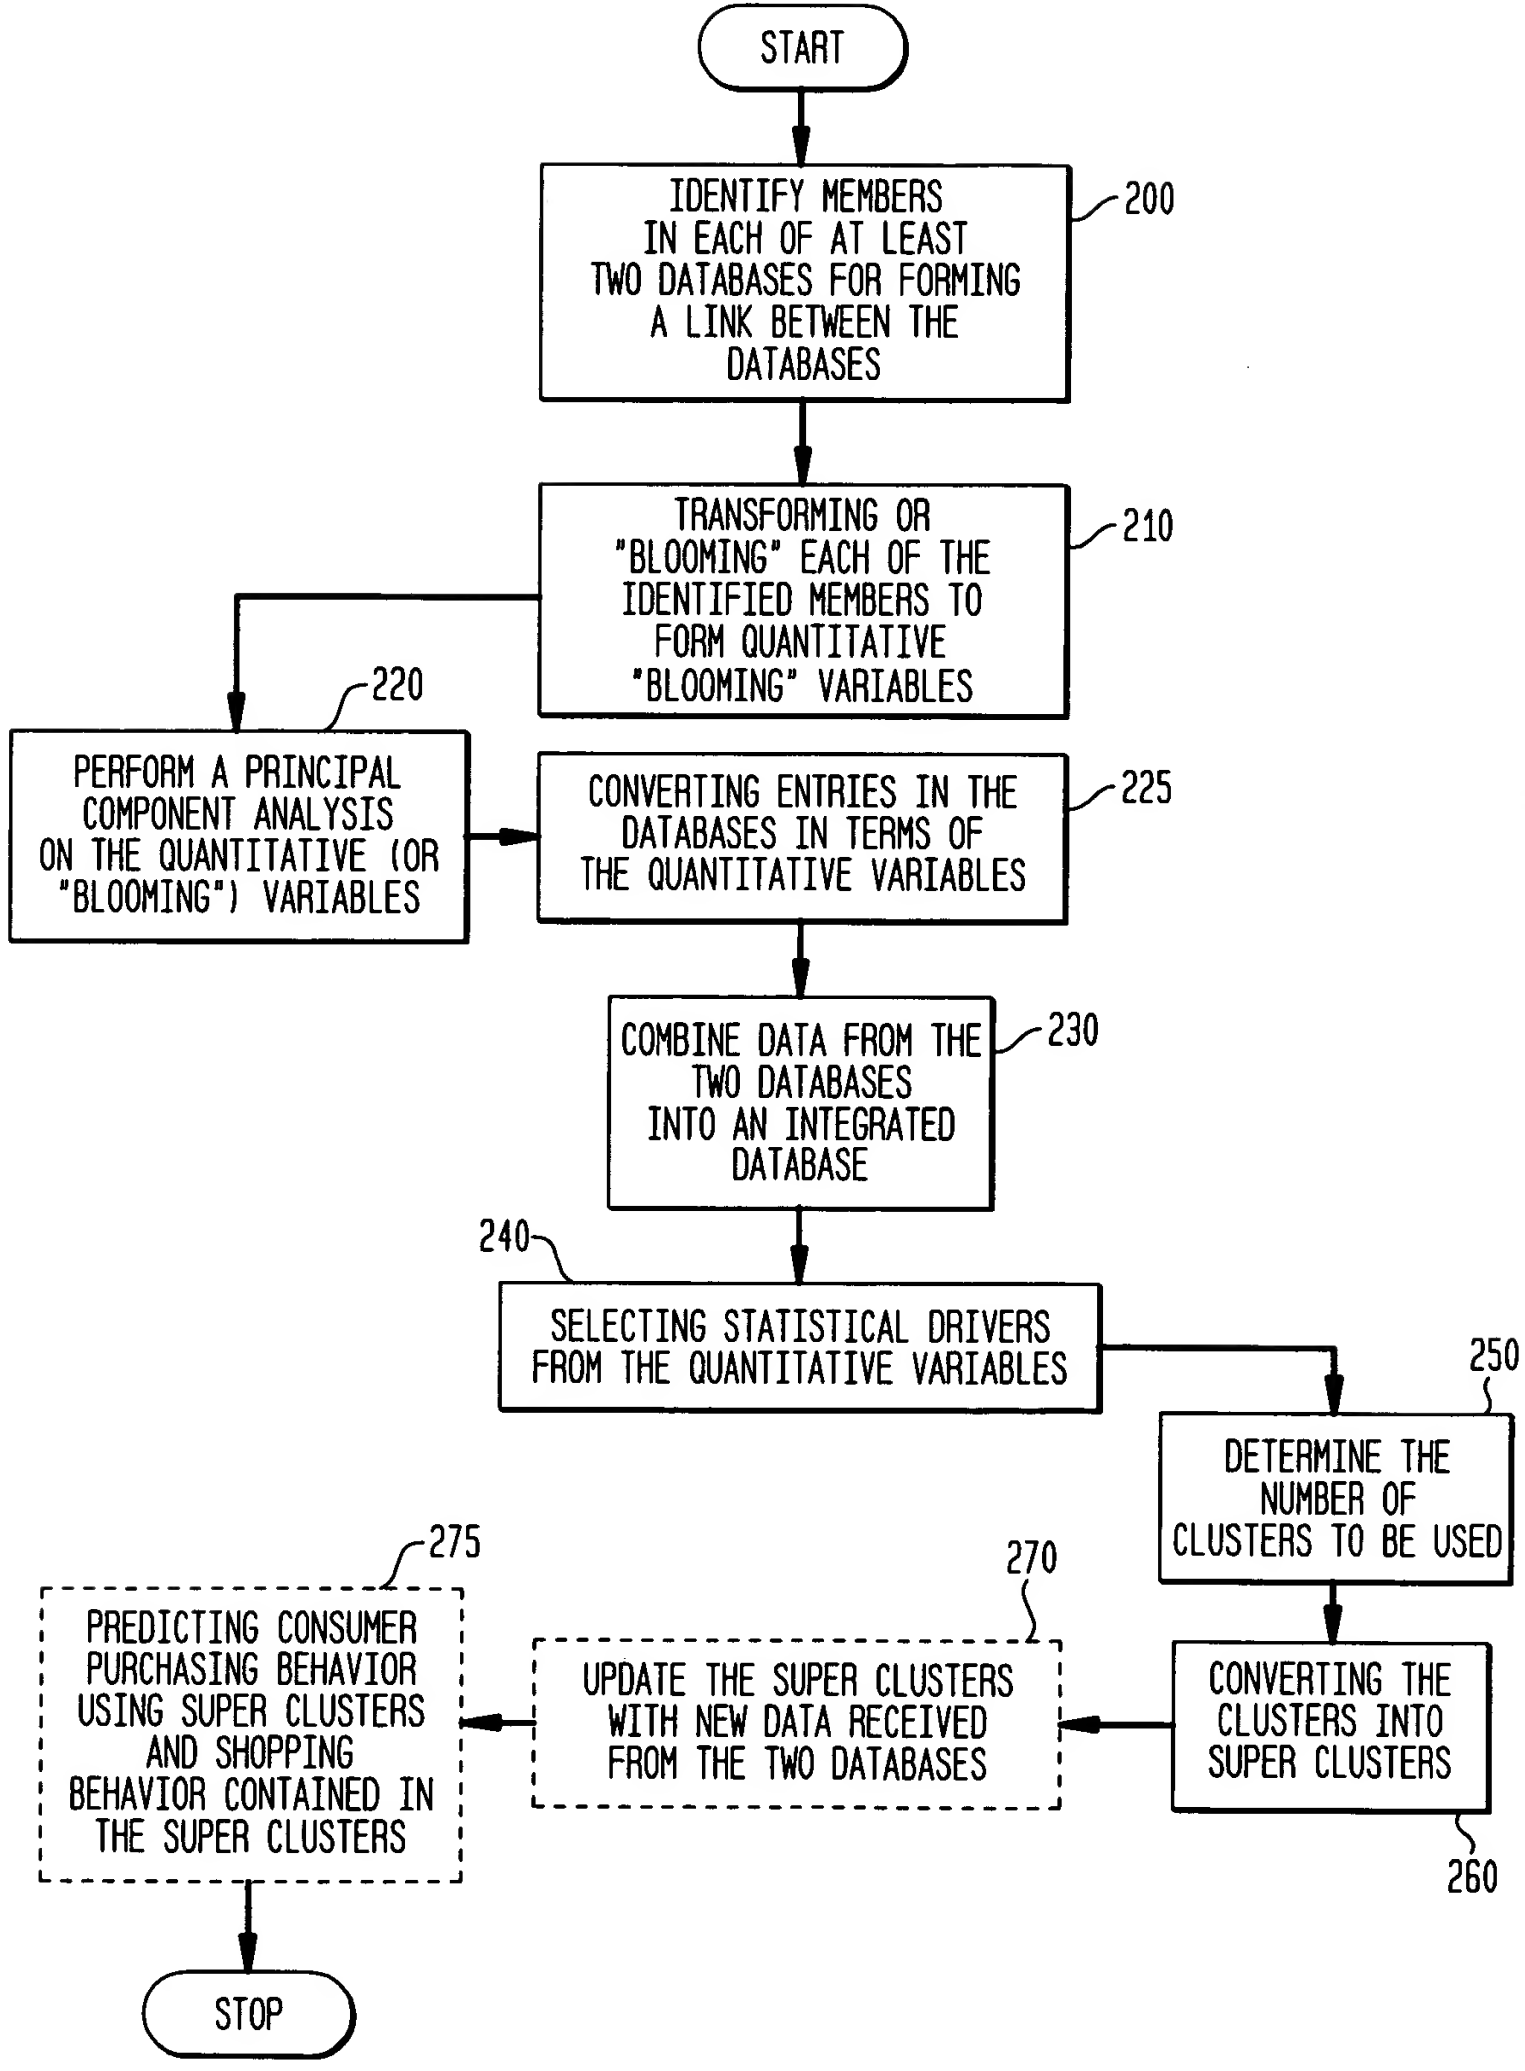 START
IDENTIFY MEMBERS
IN EACH OF AT LEAST
TWO DATABASES FOR FORMING
A LINK BETWEEN THE
DATABASES
200
TRANSFORMING OR
"BLOOMING" EACH OF THE
IDENTIFIED MEMBERS TO
FORM QUANTITATIVE
"BLOOMING" VARIABLES
210
220
PERFORM A PRINCIPAL
COMPONENT ANALYSIS
ON THE QUANTITATIVE (OR
"BLOOMING") VARIABLES
CONVERTING ENTRIES IN THE
DATABASES IN TERMS OF
THE QUANTITATIVE VARIABLES
225
COMBINE DATA FROM THE
TWO DATABASES
INTO AN INTEGRATED
DATABASE
230
240
SELECTING STATISTICAL DRIVERS
FROM THE QUANTITATIVE VARIABLES
250
DETERMINE THE
NUMBER OF
CLUSTERS TO BE USED
CONVERTING THE
CLUSTERS INTO
SUPER CLUSTERS
260
270
UPDATE THE SUPER CLUSTERS
WITH NEW DATA RECEIVED
FROM THE TWO DATABASES
275
PREDICTING CONSUMER
PURCHASING BEHAVIOR
USING SUPER CLUSTERS
AND SHOPPING
BEHAVIOR CONTAINED IN
THE SUPER CLUSTERS
STOP